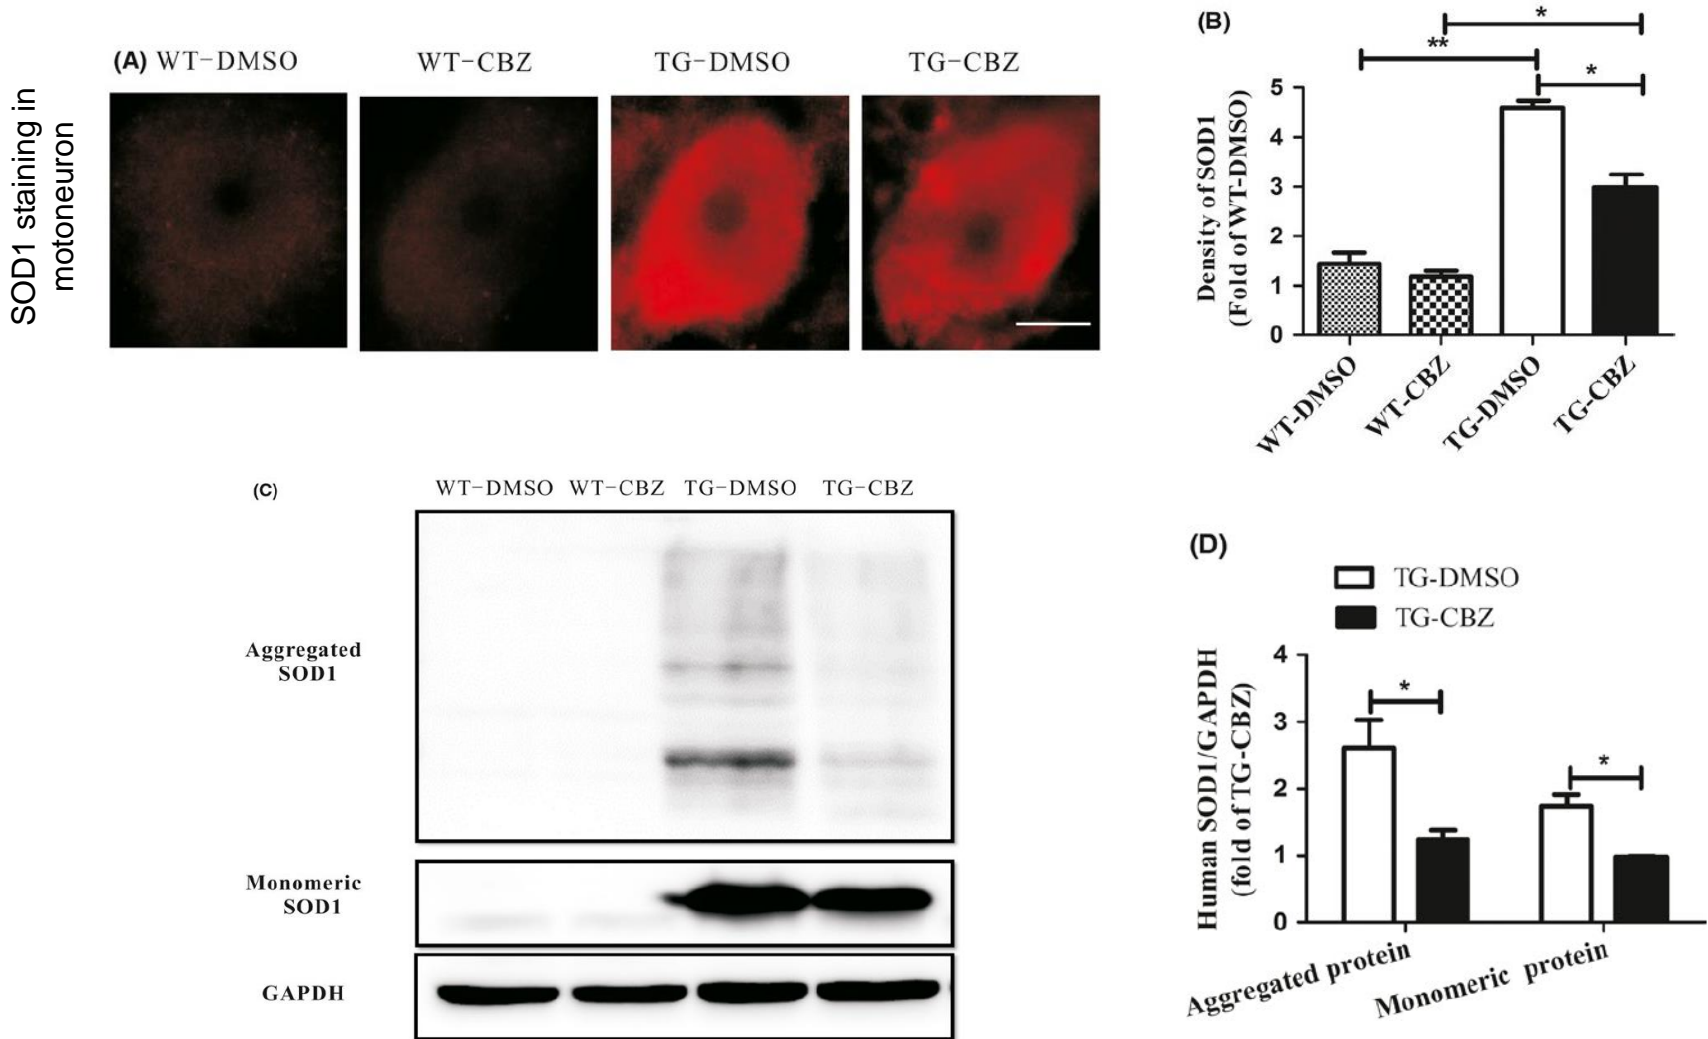 SOD1 staining in
motoneuron
(A) WT-DMSO WT-CBZ TG-DMSO TG-CBZ
(B)
* 
**
*
Density of SOD1
(Fold of WT-DMSO)
5
4
3
2
1
0
WT-DMSO
WT-CBZ
TG-DMSO
TG-CBZ
(C)
WT-DMSO WT-CBZ TG-DMSO TG-CBZ
Aggregated
SOD1
Monomeric
SOD1
GAPDH
(D)
TG-DMSO
TG-CBZ
Human SOD1/GAPDH
(fold of TG-CBZ)
4
3
2
1
0
*
*
Aggregated protein
Monomeric protein